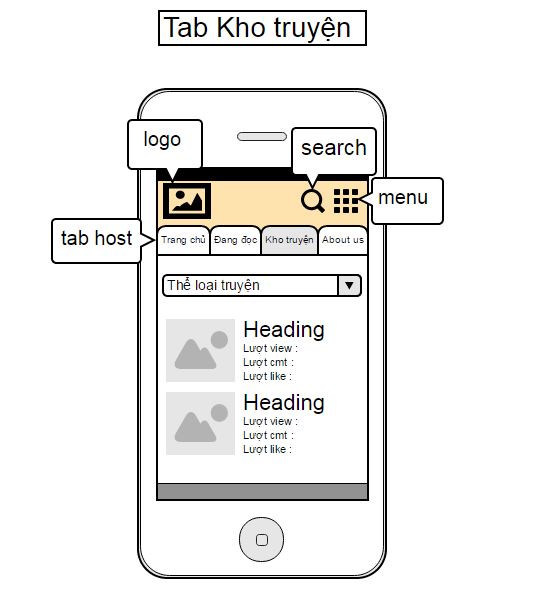 Tab Kho truyện
logo
search
menu
tab host
Trang chủ
Đang đọc
Kho truyện
About us
Thể loại truyện
Heading
Lượt view :
Lượt cmt :
Lượt like :
Heading
Lượt view :
Lượt cmt :
Lượt like :